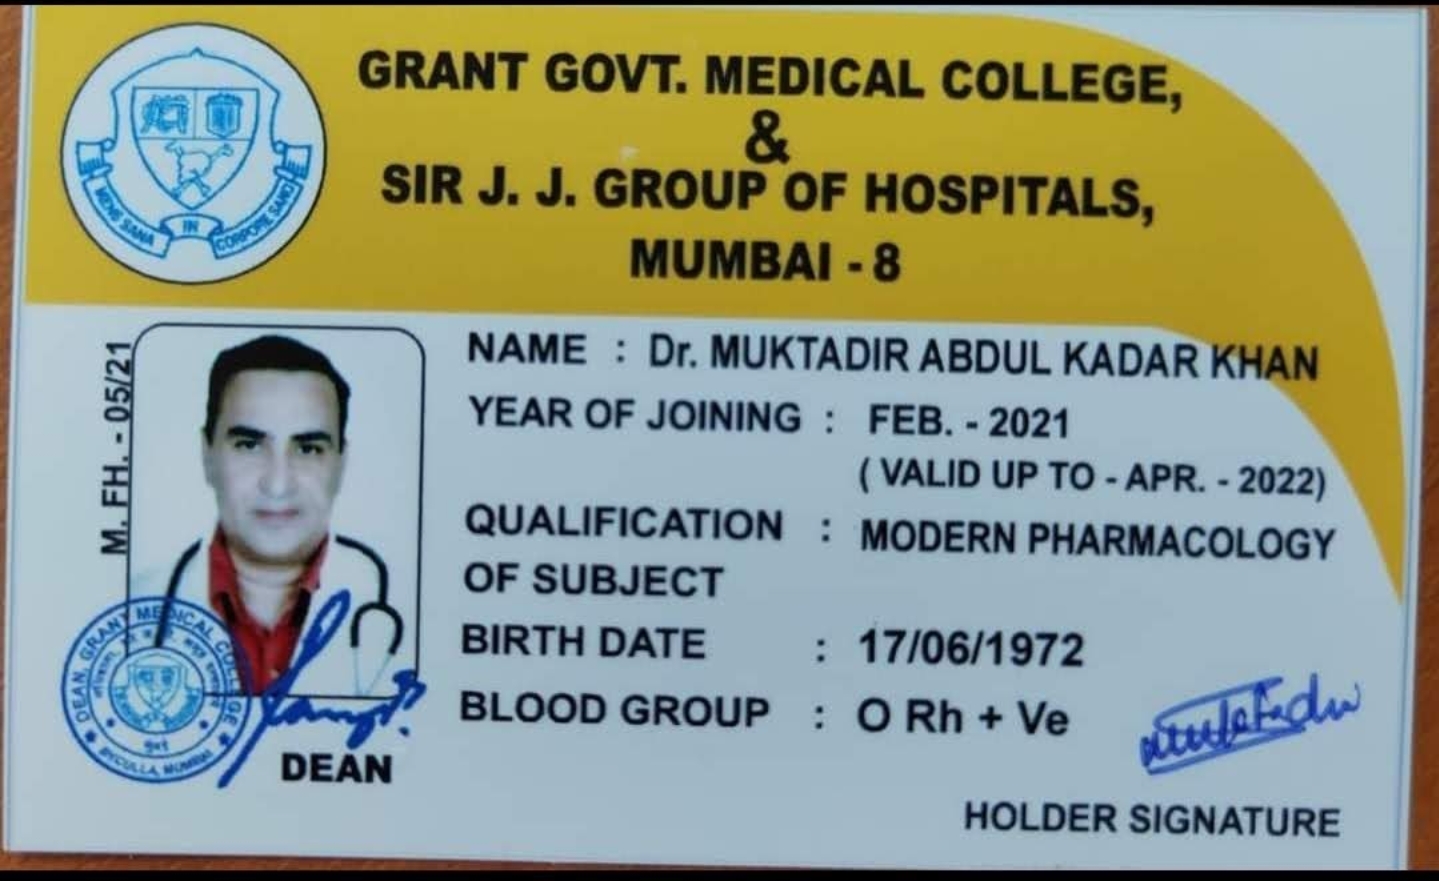 GRANT GOVT. MEDICAL COLLEGE,
&
SIR J. J. GROUP OF HOSPITALS,
MUMBAI - 8
MENS SANA IN CORPORE SANO
M. FH. - 05/21
NAME : Dr. MUKTADIR ABDUL KADAR KHAN
YEAR OF JOINING : FEB. - 2021
( VALID UP TO - APR. - 2022)
QUALIFICATION : MODERN PHARMACOLOGY
OF SUBJECT
BIRTH DATE : 17/06/1972
BLOOD GROUP : O Rh + Ve
DEAN, GRANT MEDICAL COLLEGE
मुंबई
BYCULLA, MUMBAI
DEAN
HOLDER SIGNATURE